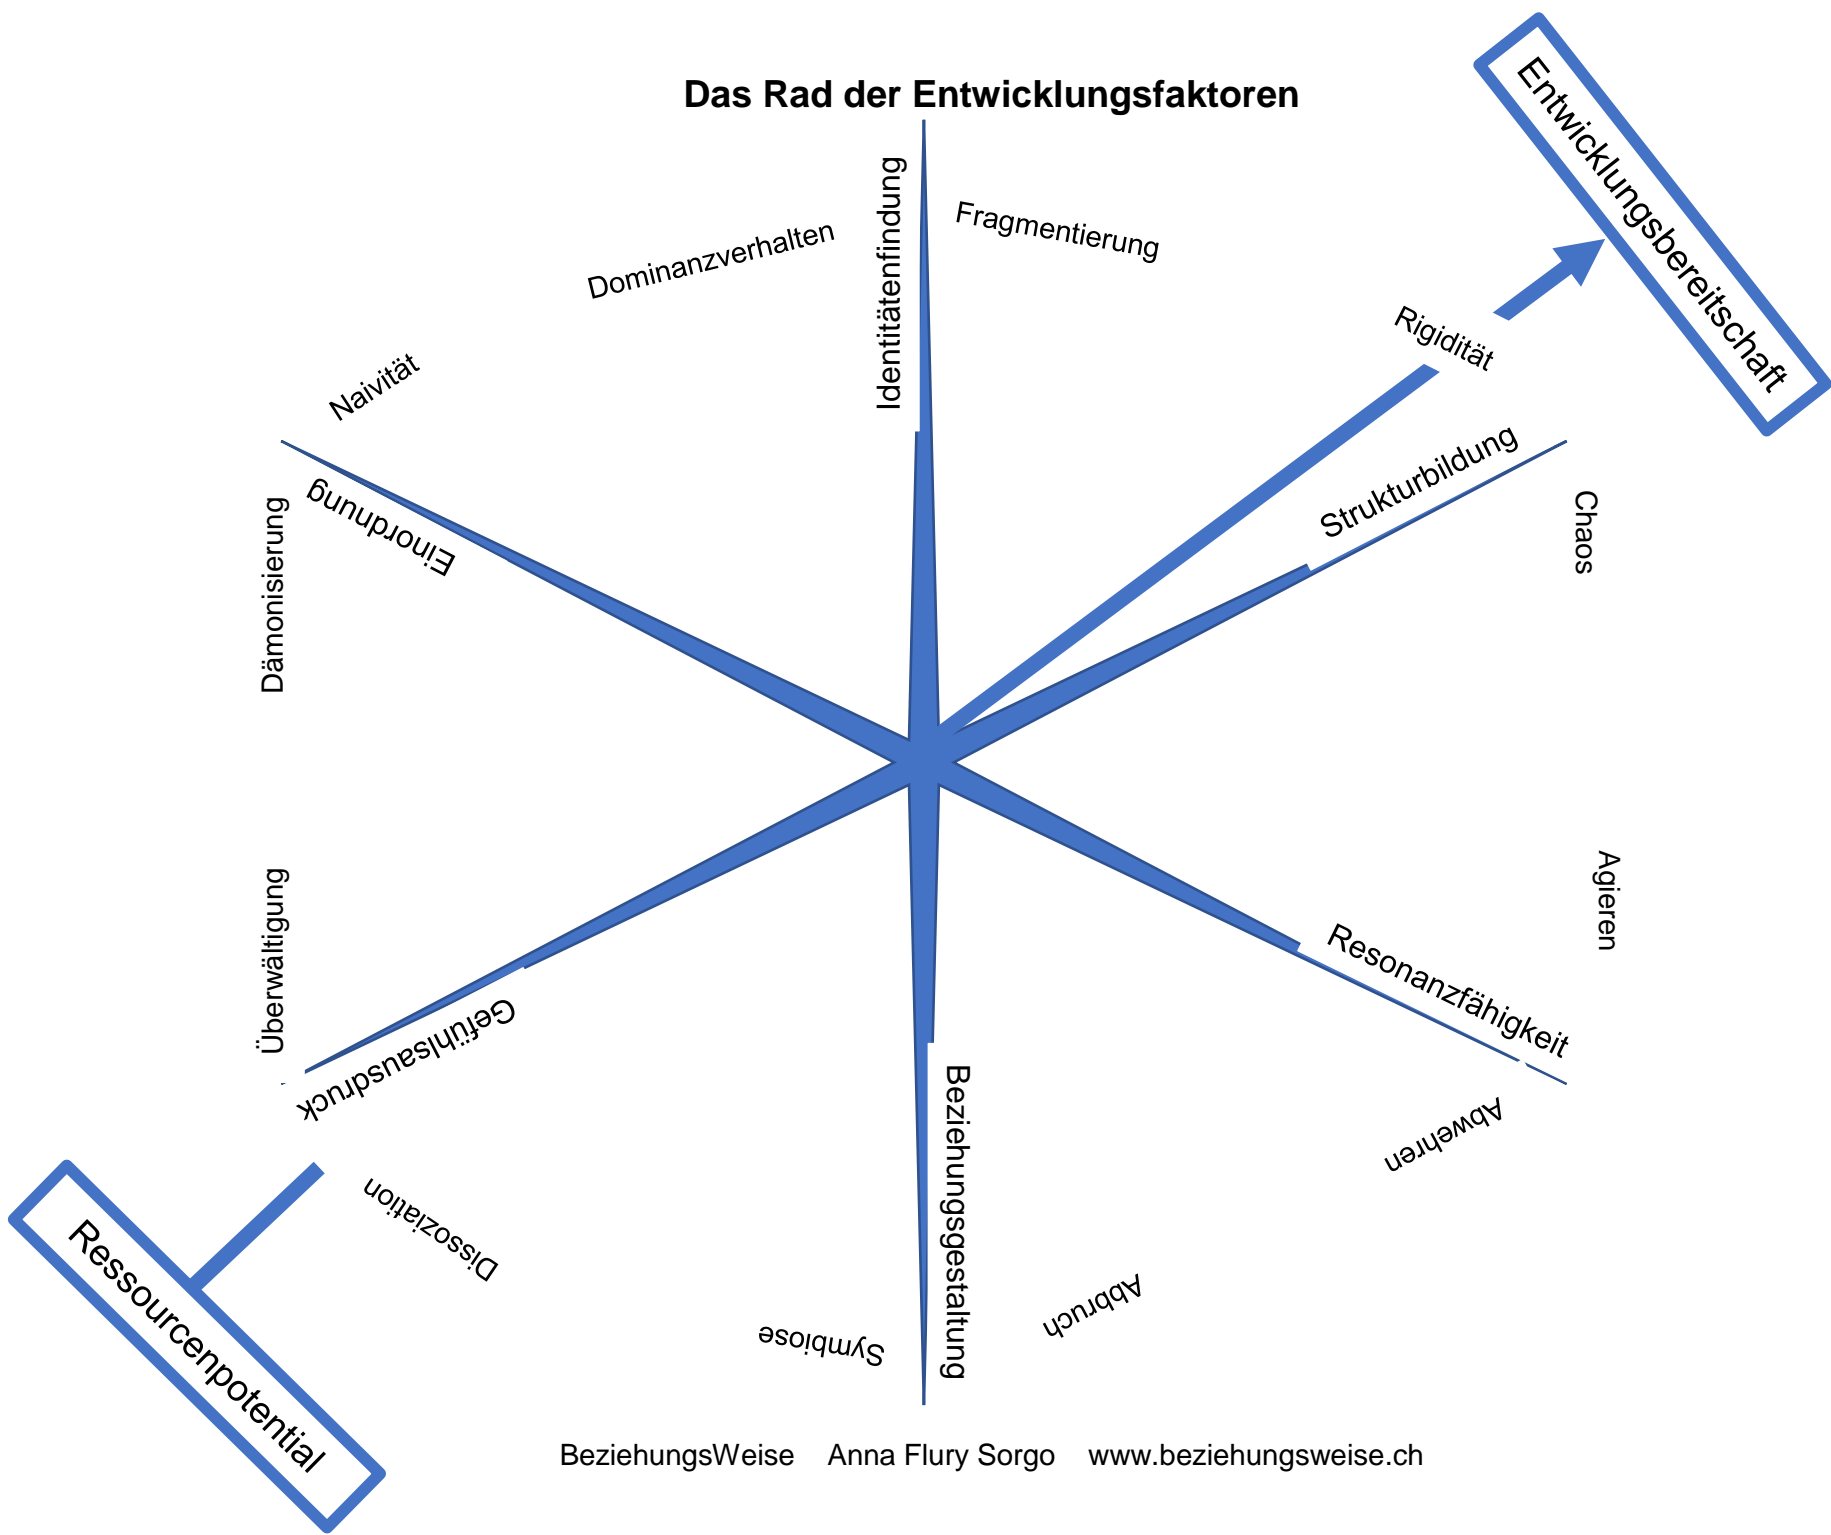 Das Rad der Entwicklungsfaktoren
Entwicklungsbereitschaft
Identitätenfindung
Fragmentierung
Dominanzverhalten
Rigidität
Naivität
Strukturbildung
Einordnung
Chaos
Dämonisierung
Agieren
Überwältigung
Resonanzfähigkeit
Gefühlsausdruck
Beziehungsgestaltung
Abwehren
Dissoziation
Ressourcenpotential
Abbruch
Symbiose
BeziehungsWeise Anna Flury Sorgo www.beziehungsweise.ch